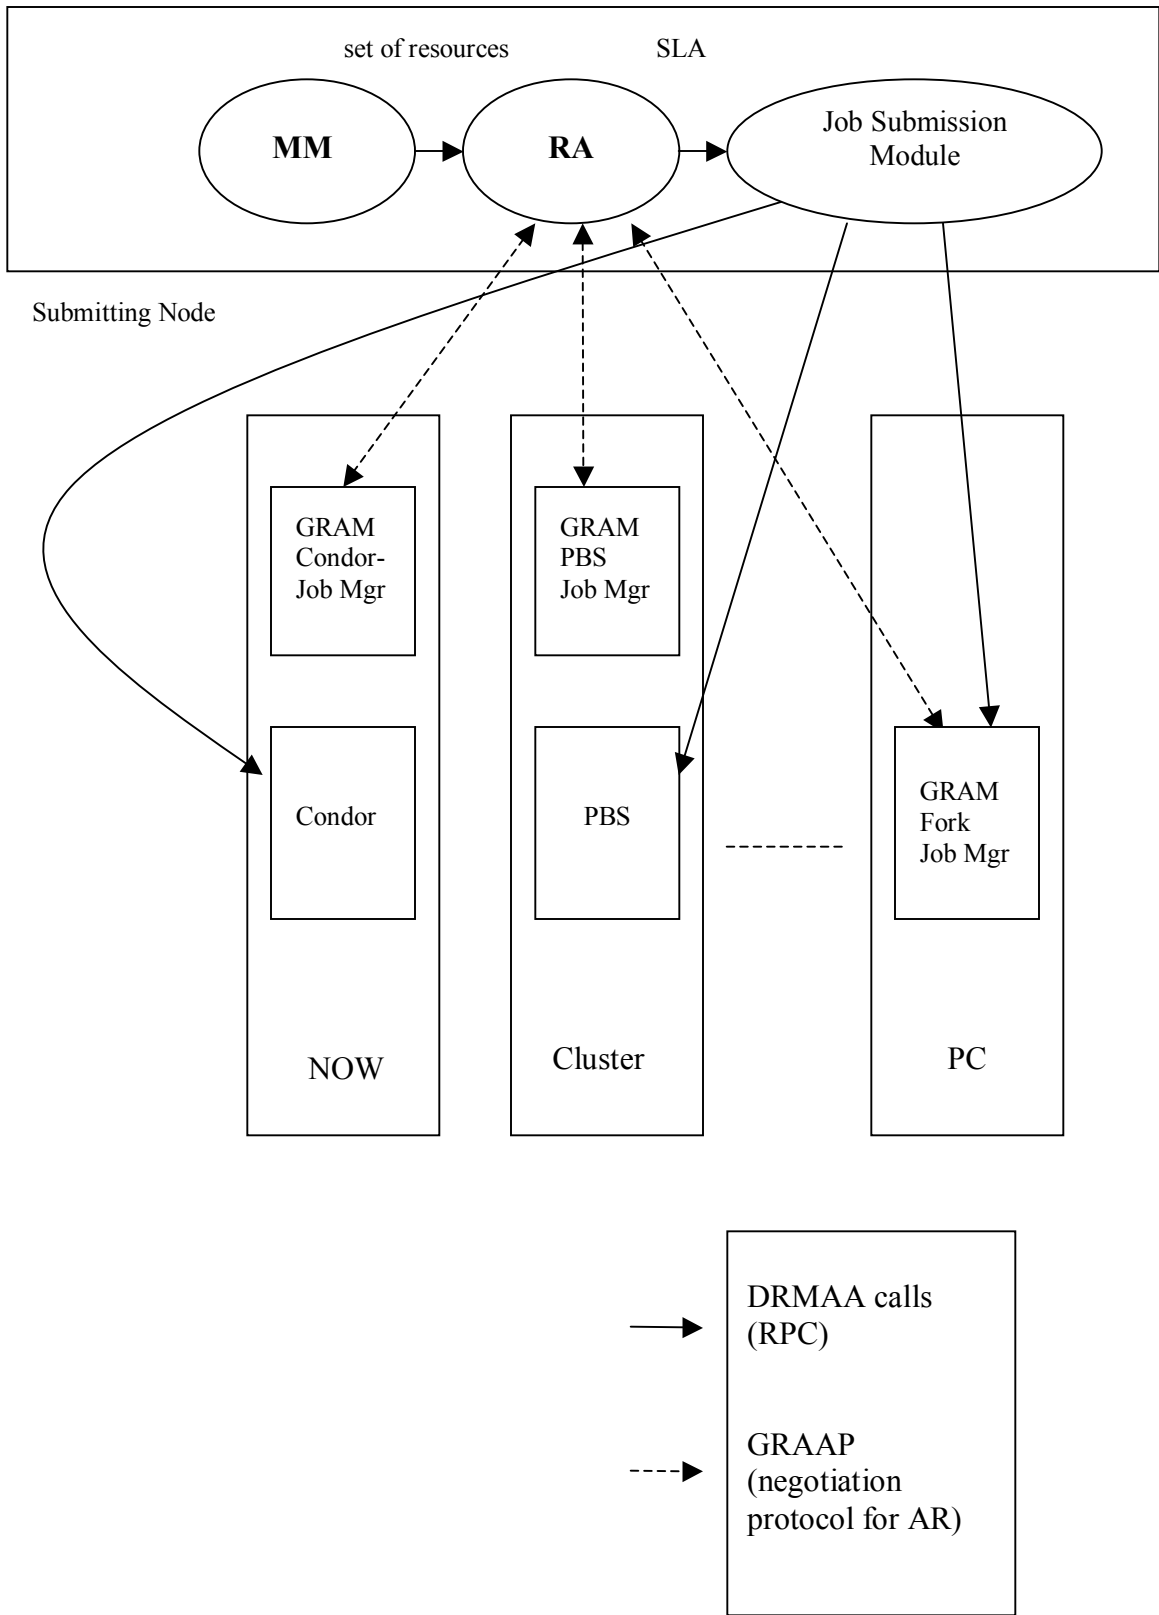 set of resources
SLA
MM
RA
Job Submission
Module
Submitting Node
GRAM
Condor-
Job Mgr
GRAM
PBS
Job Mgr
Condor
PBS
GRAM
Fork
Job Mgr
NOW
Cluster
PC
DRMAA calls
(RPC)
GRAAP
(negotiation
protocol for AR)